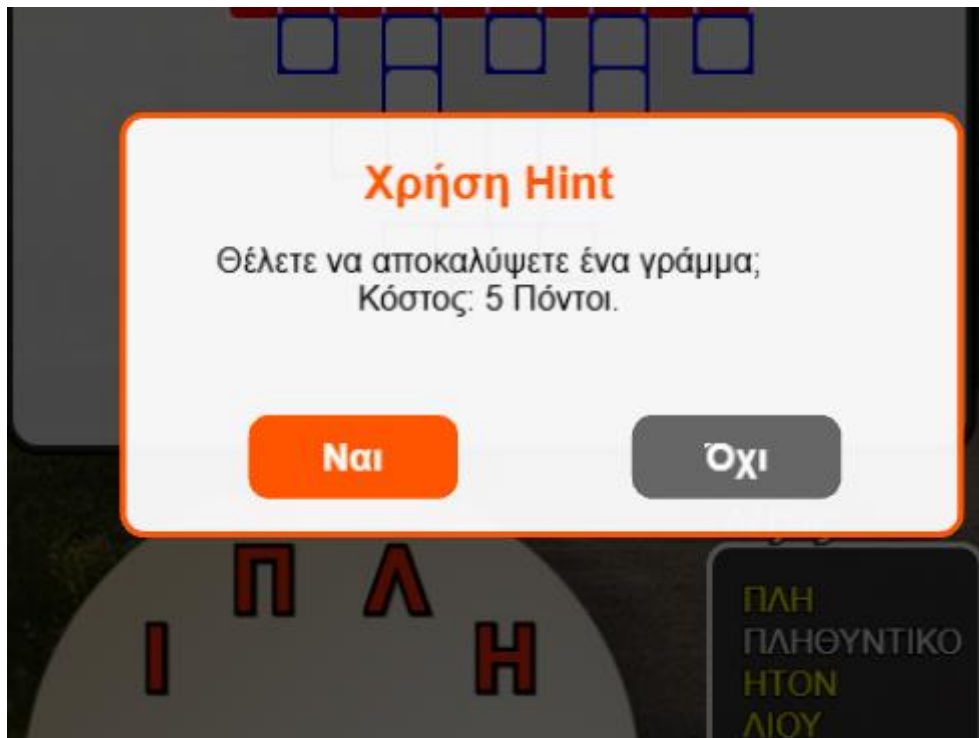 Χρήση Hint
Θέλετε να αποκαλύψετε ένα γράμμα;
Κόστος: 5 Πόντοι.
Ναι
Όχι
Π Λ
Ι Η
ΠΛΗ
ΠΛΗΘΥΝΤΙΚΟ
ΗΤΟΝ
ΛΙΟΥ